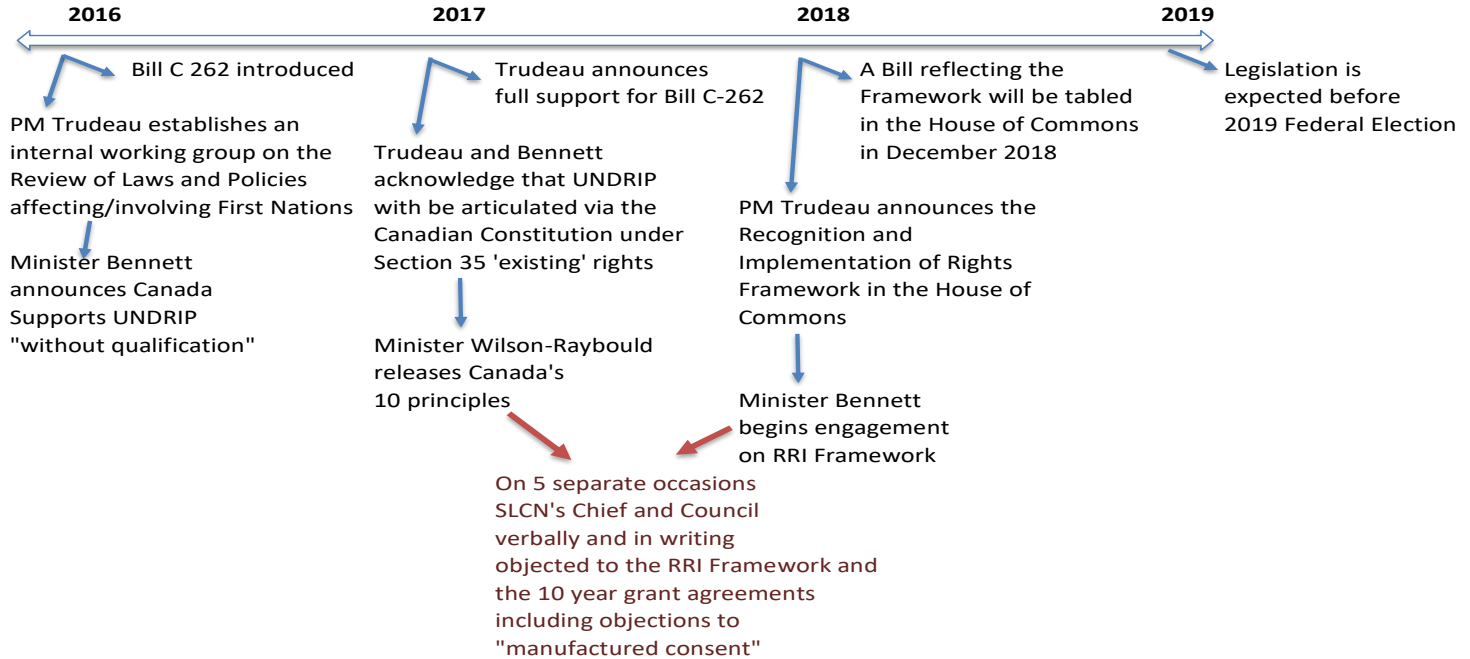 2016
2017
2018
2019
Bill C 262 introduced
PM Trudeau establishes an
internal working group on the
Review of Laws and Policies
affecting/involving First Nations
Minister Bennett
announces Canada
Supports UNDRIP
"without qualification"
Trudeau announces
full support for Bill C-262
Trudeau and Bennett
acknowledge that UNDRIP
with be articulated via the
Canadian Constitution under
Section 35 'existing' rights
Minister Wilson-Raybould
releases Canada's
10 principles
A Bill reflecting the
Framework will be tabled
in the House of Commons
in December 2018
PM Trudeau announces the
Recognition and
Implementation of Rights
Framework in the House of
Commons
Minister Bennett
begins engagement
on RRI Framework
Legislation is
expected before
2019 Federal Election
On 5 separate occasions
SLCN's Chief and Council
verbally and in writing
objected to the RRI Framework and
the 10 year grant agreements
including objections to
"manufactured consent"